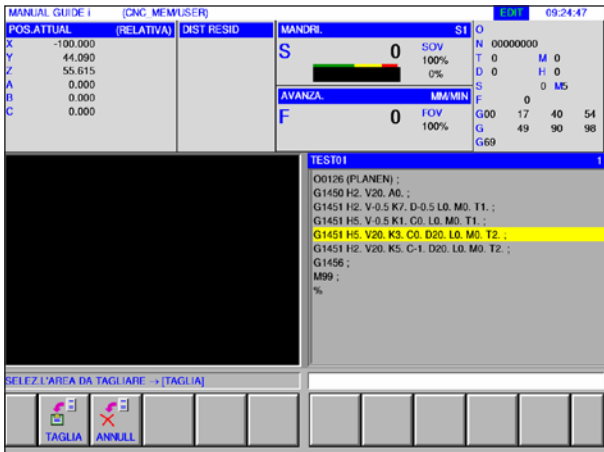 MANUAL GUIDE i (CNC_MEM/USER) EDIT 09:24:47
POS.ATTUAL (RELATIVA) DIST RESID
X -100.000
Y 44.090
Z 55.615
A 0.000
B 0.000
C 0.000
MANDRI. S1
S 0 SOV
100%
0%
AVANZA. MM/MIN
F 0 FOV
100%
O
N 00000000
T 0 M 0
D 0 H 0
S 0 M5
F 0
G00 17 40 54
G 49 90 98
G69
TEST01 1
O0126 (PLANEN) ;
G1450 H2. V20. A0. ;
G1451 H2. V-0.5 K7. D-0.5 L0. M0. T1. ;
G1451 H5. V-0.5 K1. C0. L0. M0. T1. ;
G1451 H5. V20. K3. C0. D20. L0. M0. T2. ;
G1451 H2. V20. K5. C-1. D20. L0. M0. T2. ;
G1456 ;
M99 ;
%
SELEZ.L'AREA DA TAGLIARE → [TAGLIA]
TAGLIA ANNULL